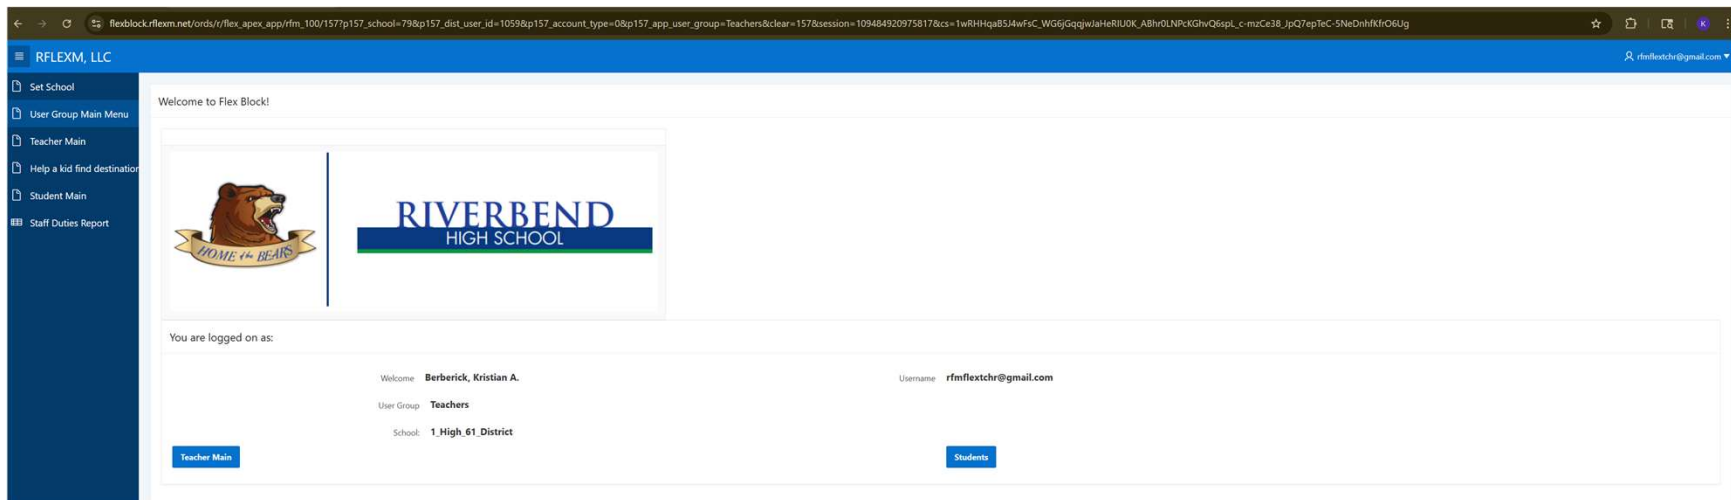 flexblock.rflexm.net/ords/r/flex_apex_app/rfm_100/157?p157_school=79&p157_dist_user_id=1059&p157_account_type=0&p157_app_user_group=Teachers&clear=157&session=109484920975817&cs=1wRHHqaB5J4wFsC_WG6jGqqjwJaHeRIU0K_ABhr0LNPcKGhvQ6spL_c-mzCe38_JpQ7epTeC-5NeDnhfKfrO6Ug
K
RFLEXM, LLC
rfmflextchr@gmail.com
Set School
User Group Main Menu
Teacher Main
Help a kid find destination
Student Main
Staff Duties Report
Welcome to Flex Block!
HOME of the BEARS
RIVERBEND
HIGH SCHOOL
You are logged on as:
Welcome Berberick, Kristian A.
Username rfmflextchr@gmail.com
User Group Teachers
School: 1_High_61_District
Teacher Main
Students